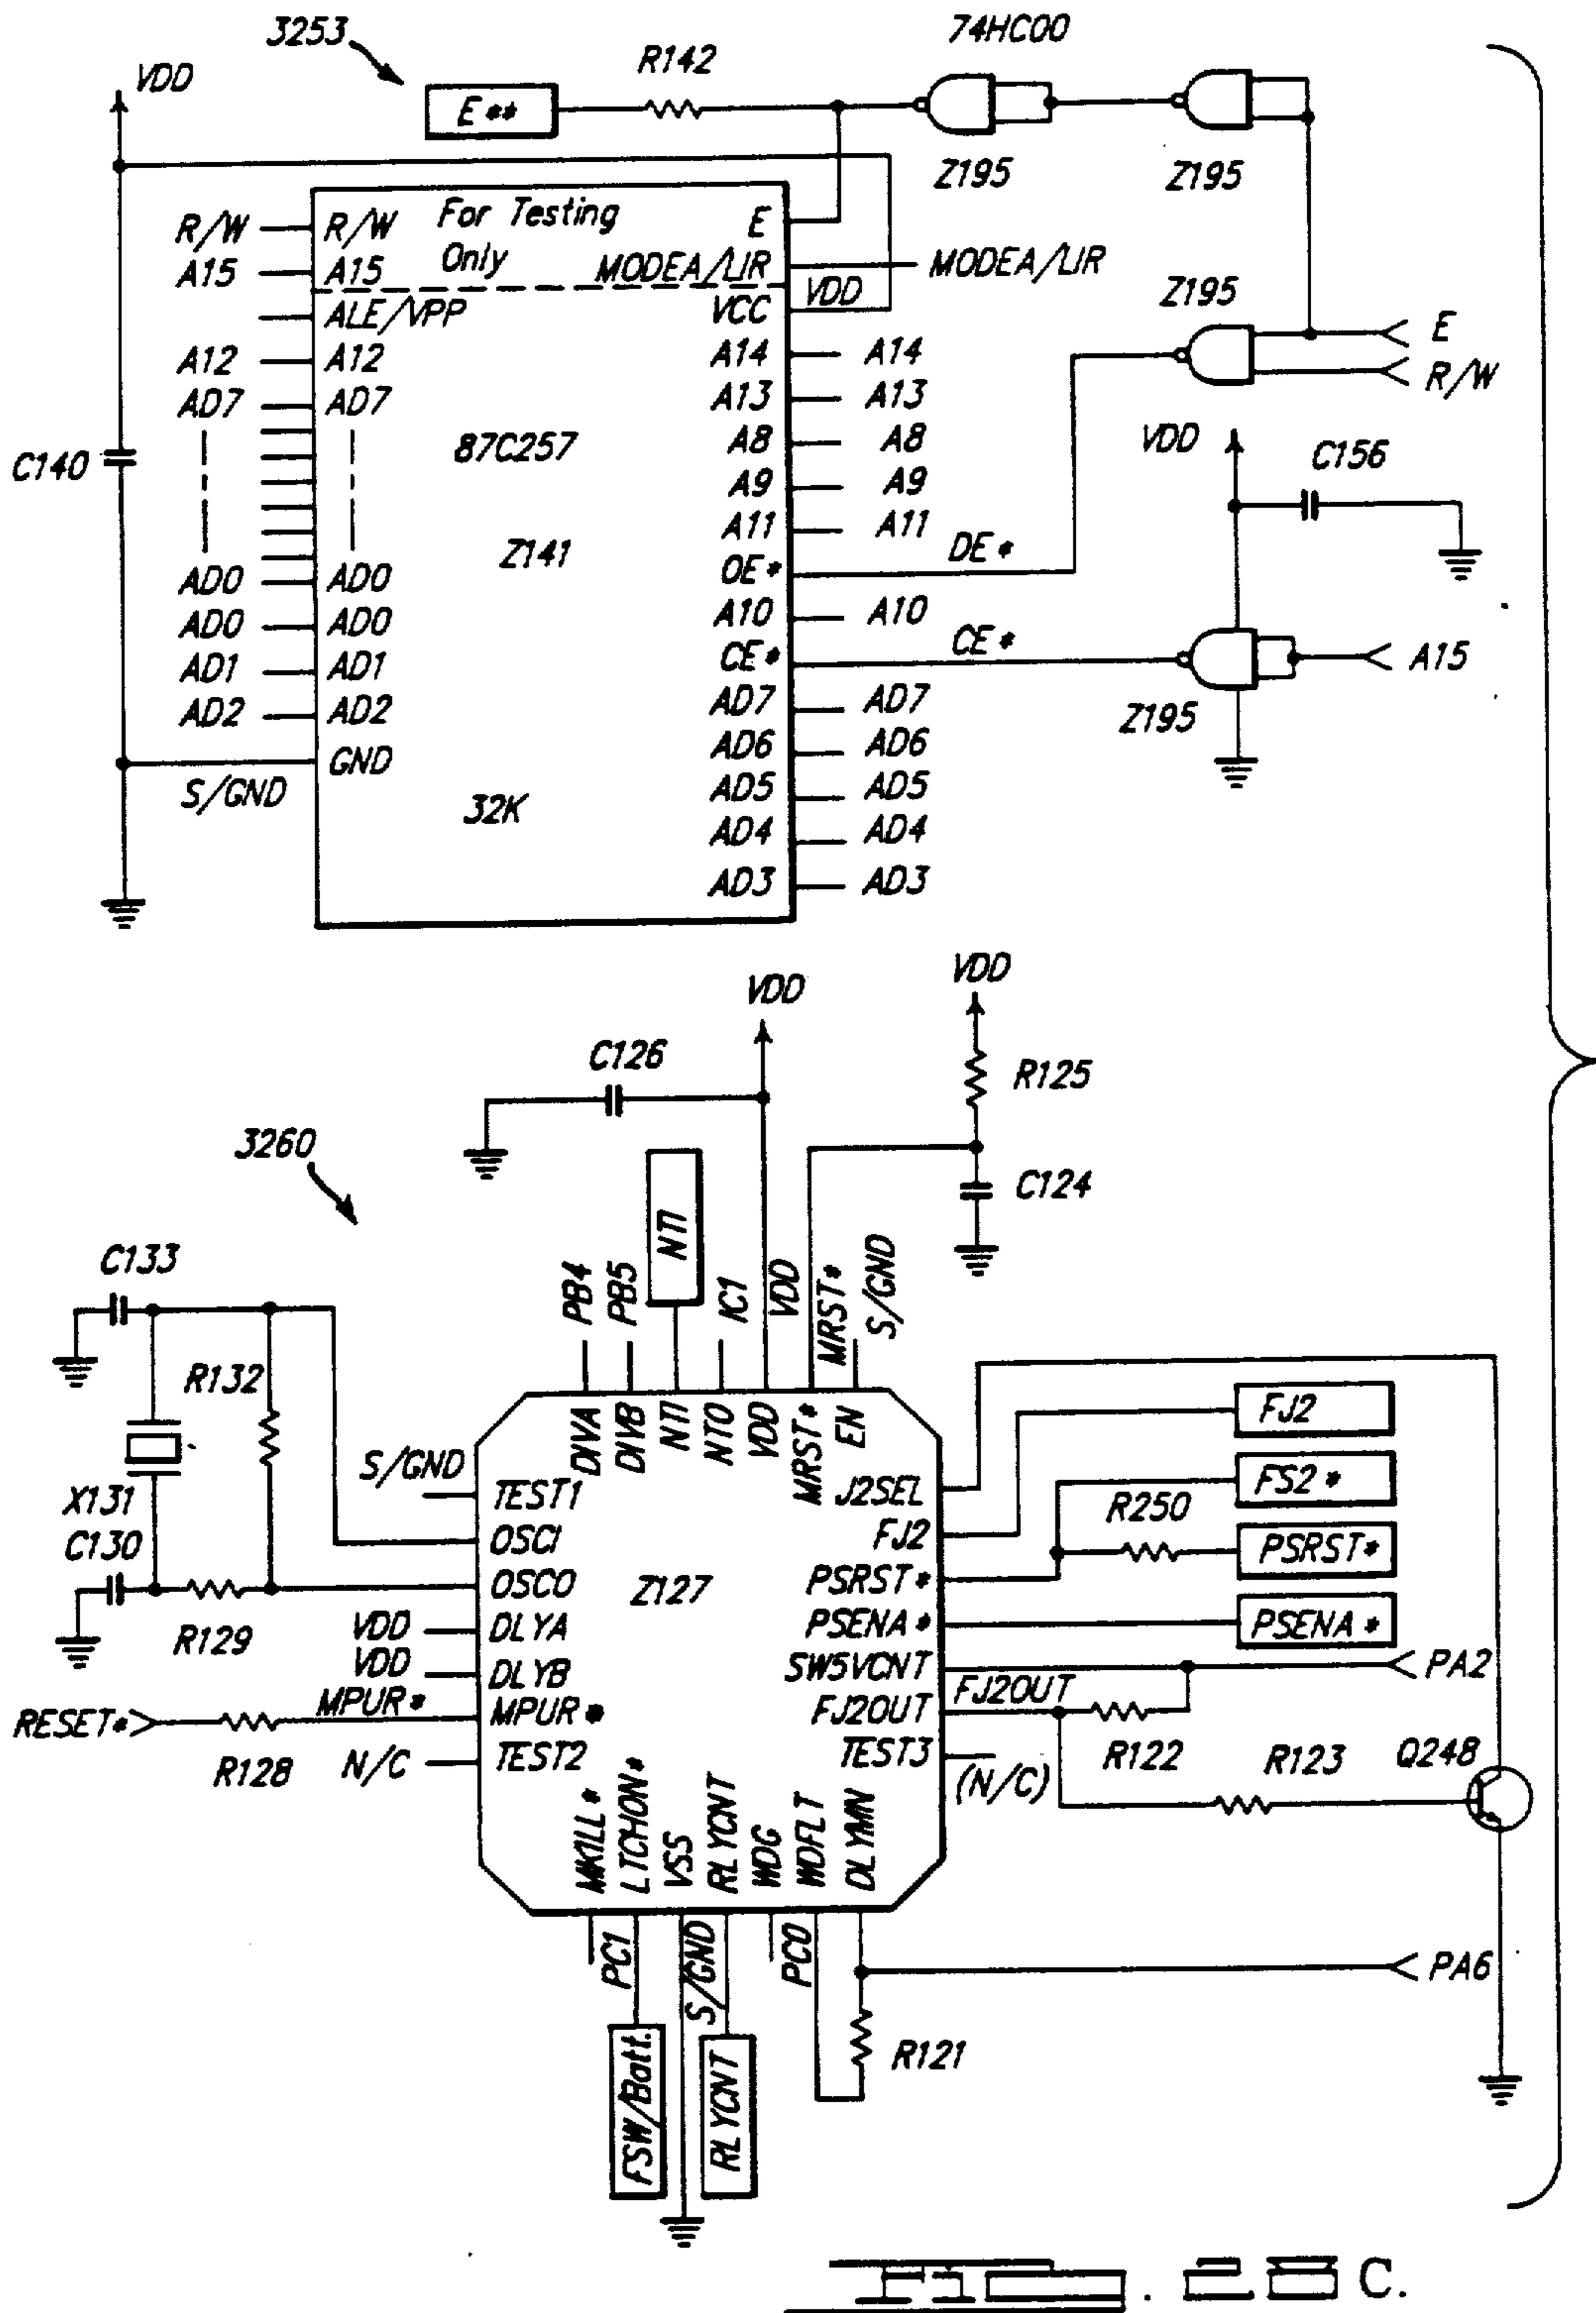 3253
VDD
E**
R142
74HC00
Z195
Z195
R/W
R/W
For Testing
Only
E
A15
A15
MODEA/LIR
MODEA/LIR
ALE/VPP
VCC
VDD
A12
A12
A14
A14
AD7
AD7
A13
A13
C140
87C257
A8
A8
A9
A9
Z141
A11
A11
AD0
AD0
OE*
DE*
AD0
AD0
A10
A10
AD1
AD1
CE*
CE*
AD2
AD2
AD7
AD7
GND
AD6
AD6
S/GND
32K
AD5
AD5
AD4
AD4
AD3
AD3
Z195
E
R/W
VDD
C156
A15
Z195
3260
C126
VDD
VDD
R125
C124
C133
R132
X131
C130
R129
PB4
PB5
NTI
IC1
VDD
MRST*
S/GND
DIVA
DIVB
NTI
NTO
VDD
MRST*
EN
S/GND
TEST1
OSCI
OSCO
VDD
DLYA
VDD
DLYB
RESET*
R128
MPUR*
MPUR*
N/C
TEST2
Z127
J2SEL
FJ2
FJ2
FS2*
R250
PSRST*
PSRST*
PSENA*
PSENA*
SW5VCNT
PA2
FJ2OUT
FJ2OUT
TEST3
(N/C)
R122
R123
Q248
MKILL*
LTCHON*
VSS
RLYCNT
WDG
WDFLT
DLYMN
PC1
S/GND
PC0
PA6
FSW/Batt.
RLYCNT
R121
C.